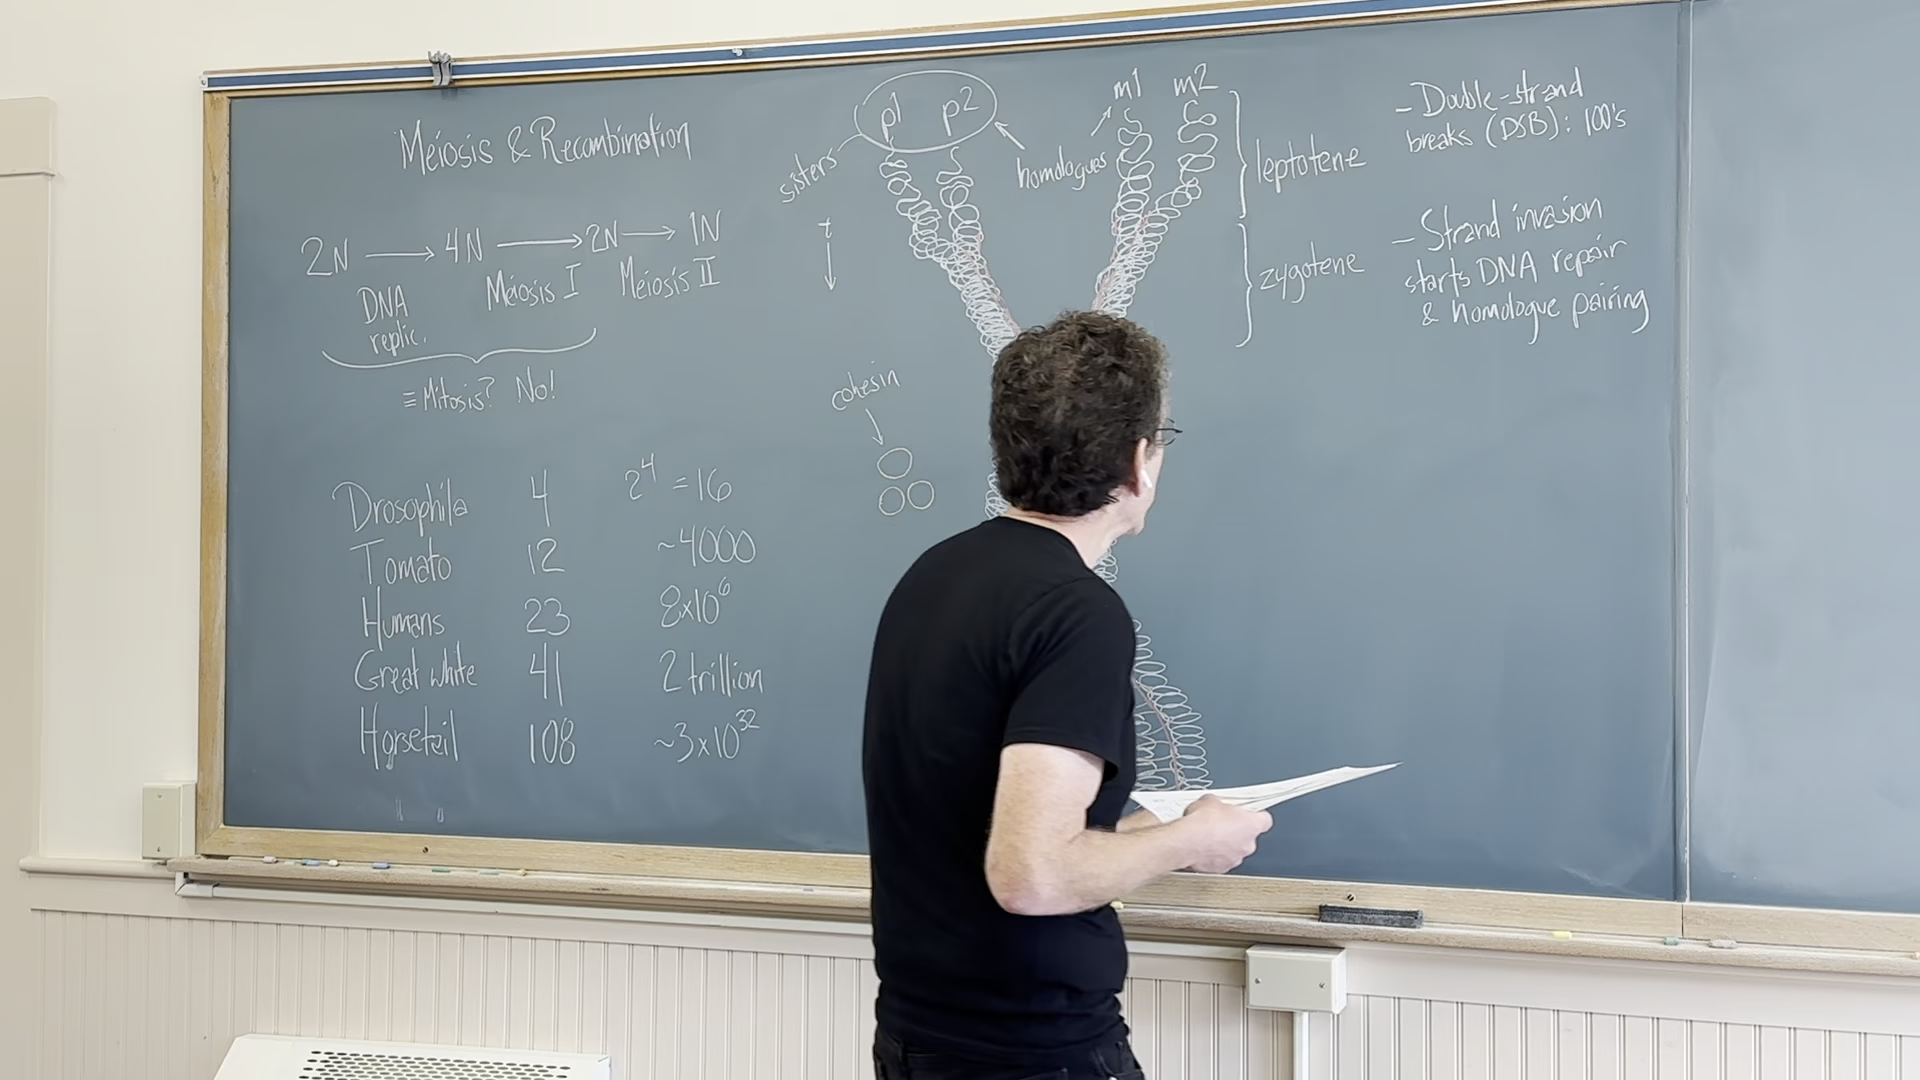 Meiosis & Recombination
2N → 4N → 2N → 1N
DNA replic.
Meiosis I
Meiosis II
≡ Mitosis? No!
Drosophila 4 2⁴ = 16
Tomato 12 ~4000
Humans 23 8x10⁶
Great white 41 2 trillion
Horsetail 108 ~3x10³²
p1 p2
m1 m2
sisters
homologues
t
cohesin
leptotene
zygotene
- Double-strand
breaks (DSB): 100's
- Strand invasion
starts DNA repair
& homologue pairing